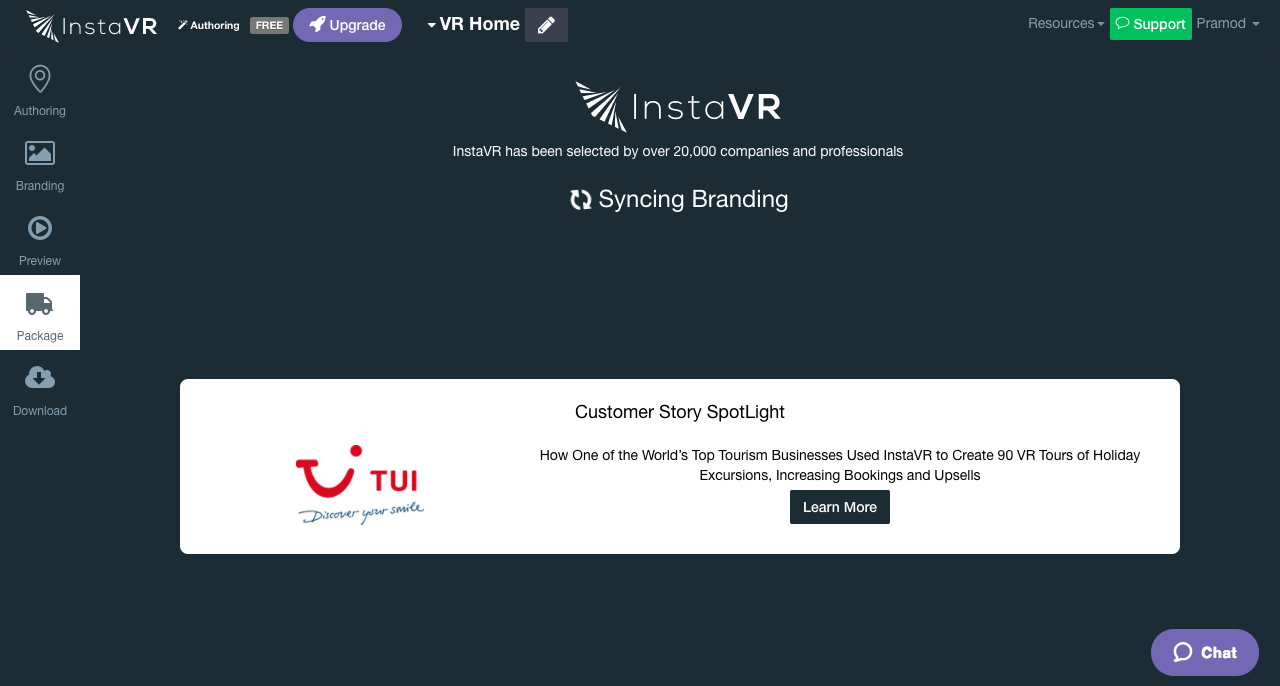 InstaVR
Authoring
FREE
Upgrade
VR Home
Resources
Support
Pramod
Authoring
Branding
Preview
Package
Download
InstaVR
InstaVR has been selected by over 20,000 companies and professionals
Syncing Branding
Customer Story SpotLight
TUI
Discover your smile
How One of the World’s Top Tourism Businesses Used InstaVR to Create 90 VR Tours of Holiday
Excursions, Increasing Bookings and Upsells
Learn More
Chat